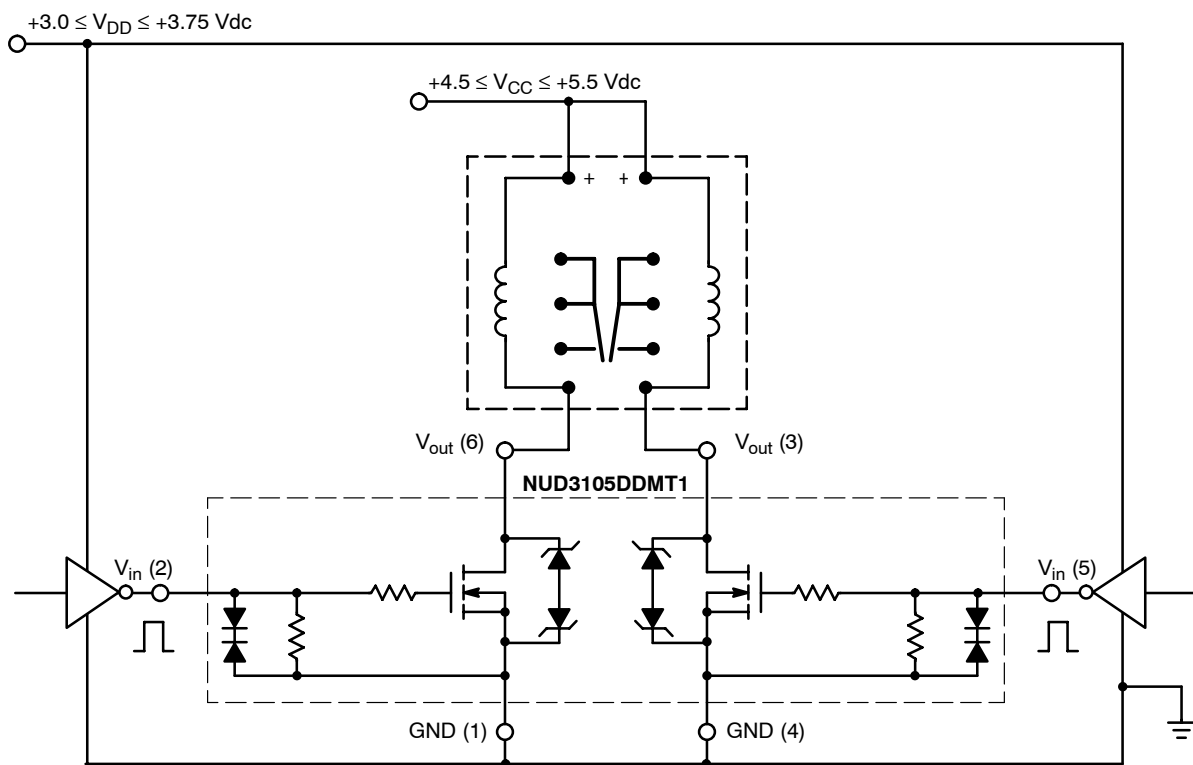 +3.0 ≤ VDD ≤ +3.75 Vdc
+4.5 ≤ VCC ≤ +5.5 Vdc
+ +
Vout (6) Vout (3)
NUD3105DDMT1
Vin (2) Vin (5)
GND (1) GND (4)